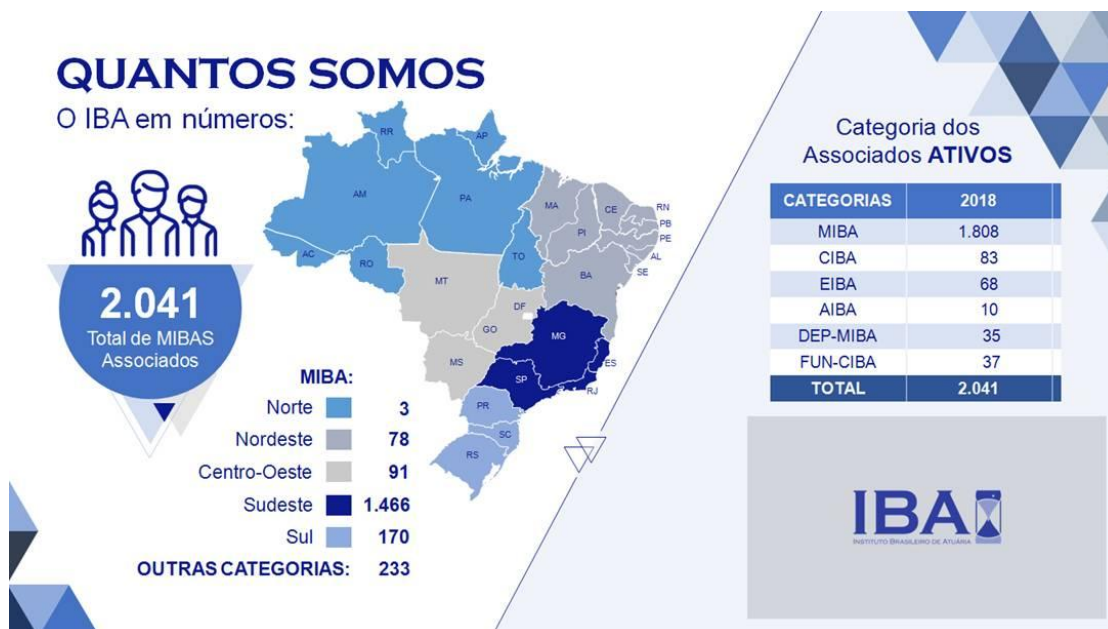 QUANTOS SOMOS
O IBA em números:
2.041
Total de MIBAS
Associados
RR
AP
AM
PA
MA
CE
RN
PB
PE
PI
AL
SE
AC
RO
TO
BA
MT
DF
GO
MG
MS
ES
SP
RJ
PR
SC
RS
MIBA:
Norte 3
Nordeste 78
Centro-Oeste 91
Sudeste 1.466
Sul 170
OUTRAS CATEGORIAS: 233
Categoria dos
Associados ATIVOS
CATEGORIAS 2018
MIBA 1.808
CIBA 83
EIBA 68
AIBA 10
DEP-MIBA 35
FUN-CIBA 37
TOTAL 2.041
IBA
INSTITUTO BRASILEIRO DE ATUÁRIA